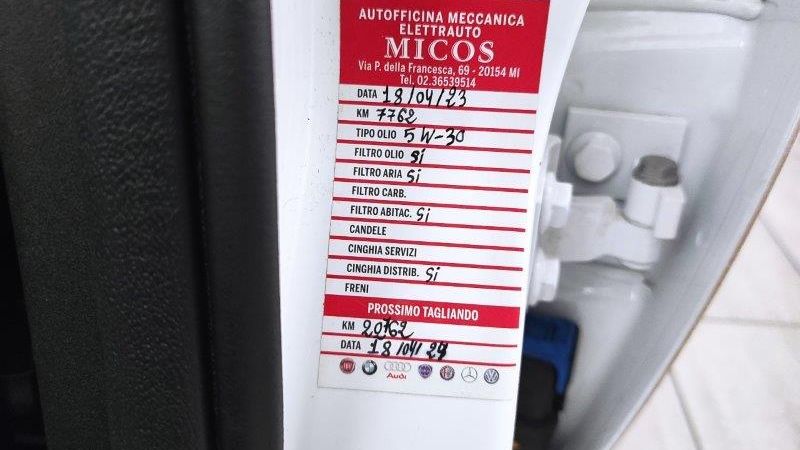 AUTOFFICINA MECCANICA
ELETTRAUTO
MICOS
Via P. della Francesca, 69 - 20154 MI
Tel. 02.36539514
DATA 18/04/23
KM 7762
TIPO OLIO 5W-30
FILTRO OLIO si
FILTRO ARIA si
FILTRO CARB.
FILTRO ABITAC. si
CANDELE
CINGHIA SERVIZI
CINGHIA DISTRIB. si
FRENI
PROSSIMO TAGLIANDO
KM 20762
DATA 18/04/24
Audi